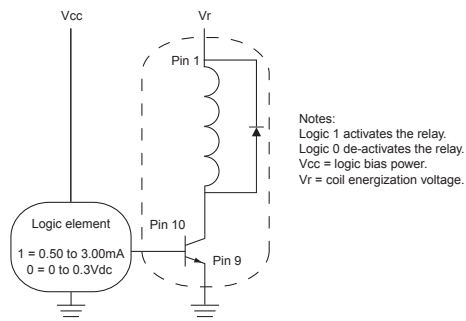 Vcc
Vr
Pin 1
Notes:
Logic 1 activates the relay.
Logic 0 de-activates the relay.
Vcc = logic bias power.
Vr = coil energization voltage.
Logic element
1 = 0.50 to 3.00mA
0 = 0 to 0.3Vdc
Pin 10
Pin 9